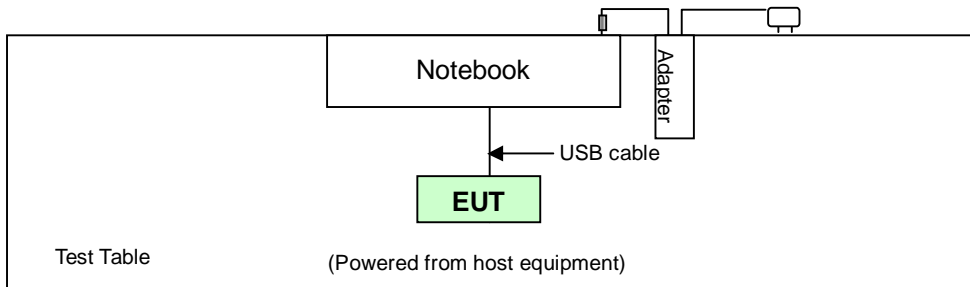 Notebook
Adapter
USB cable
EUT
Test Table
(Powered from host equipment)